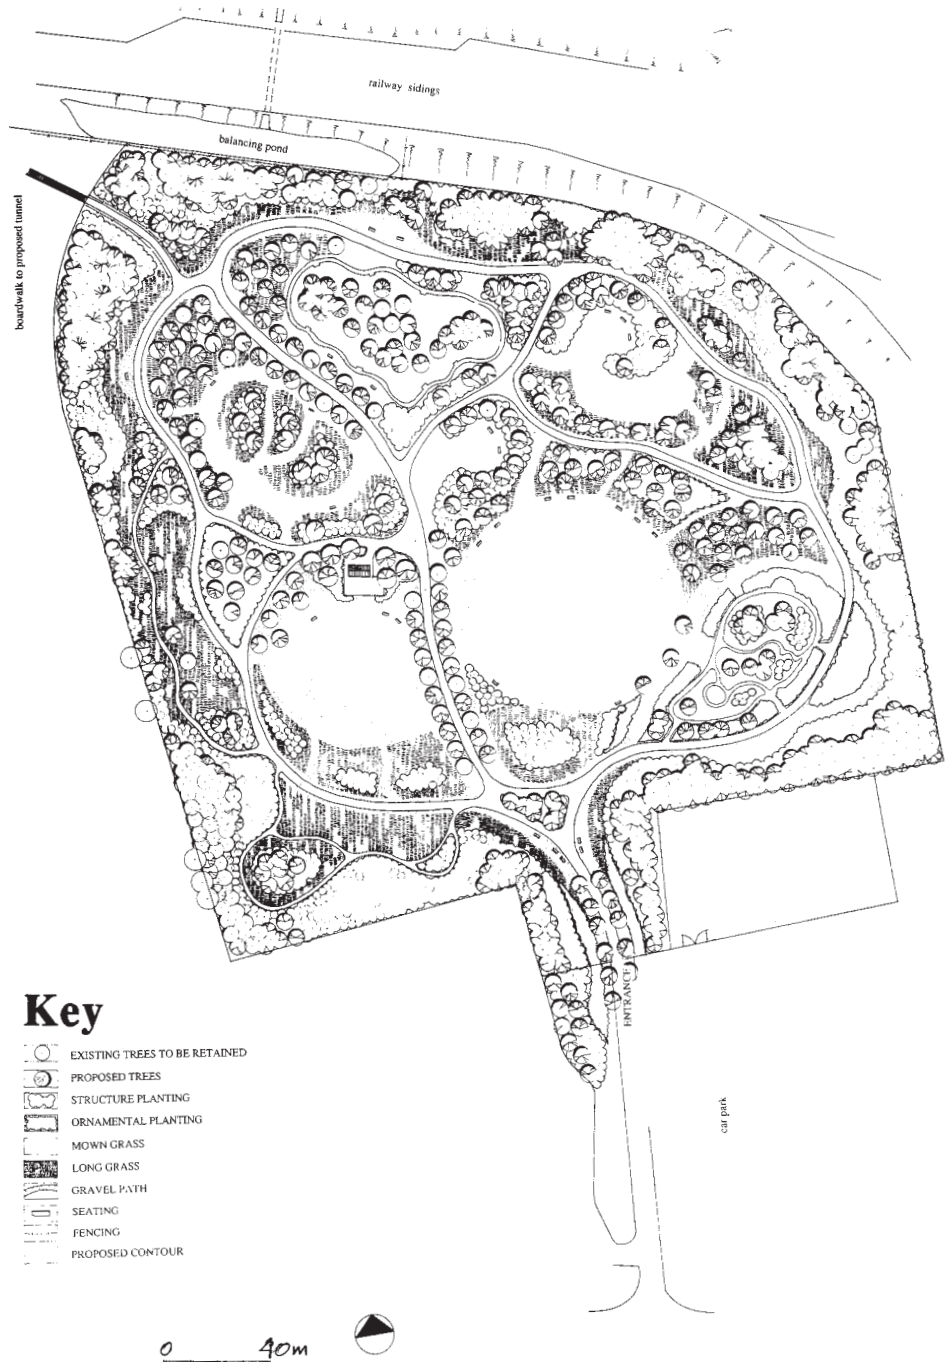 railway sidings
balancing pond
boardwalk to proposed tunnel
ENTRANCE
car park
Key
EXISTING TREES TO BE RETAINED
PROPOSED TREES
STRUCTURE PLANTING
ORNAMENTAL PLANTING
MOWN GRASS
LONG GRASS
GRAVEL PATH
SEATING
FENCING
PROPOSED CONTOUR
0 40m